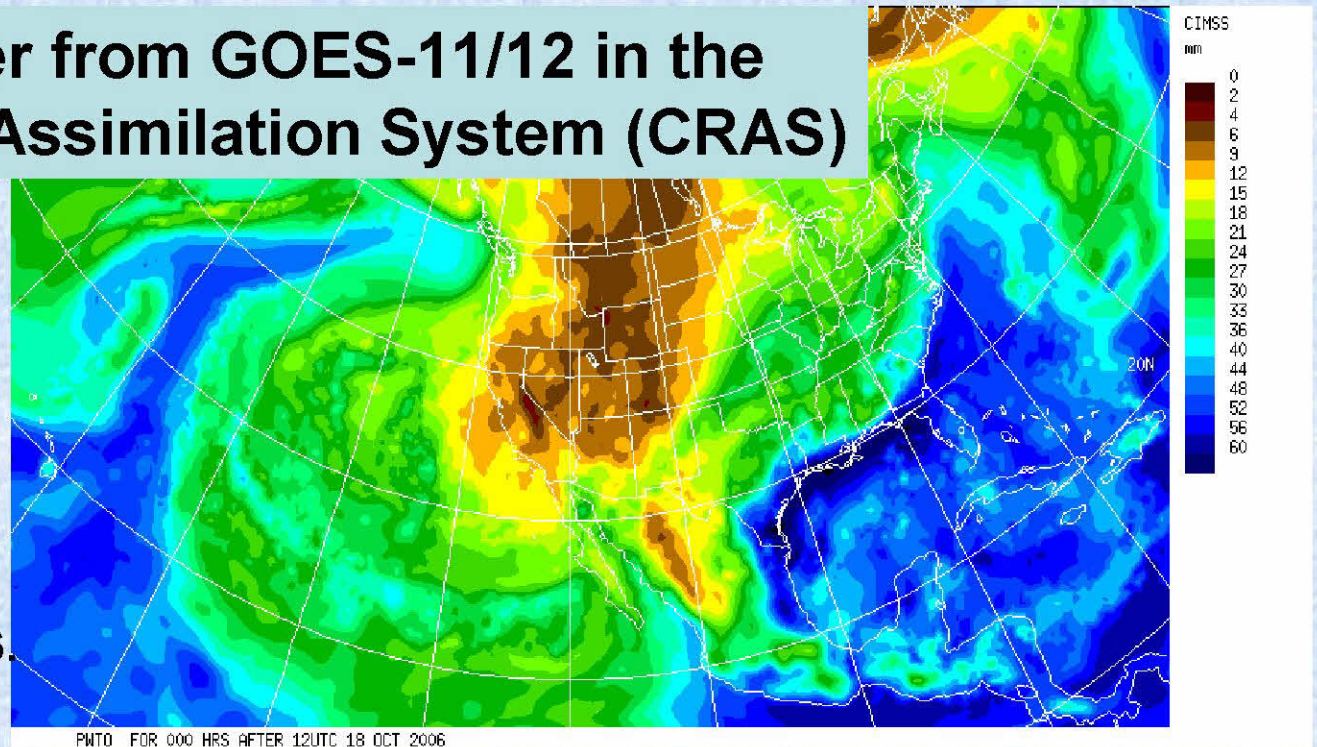 er from GOES-11/12 in the
Assimilation System (CRAS)
CIMSS
mm
0
2
4
6
9
12
15
18
21
24
27
30
33
36
40
44
48
52
56
60
20N
s.
PWTO FOR 000 HRS AFTER 12UTC 18 OCT 2006